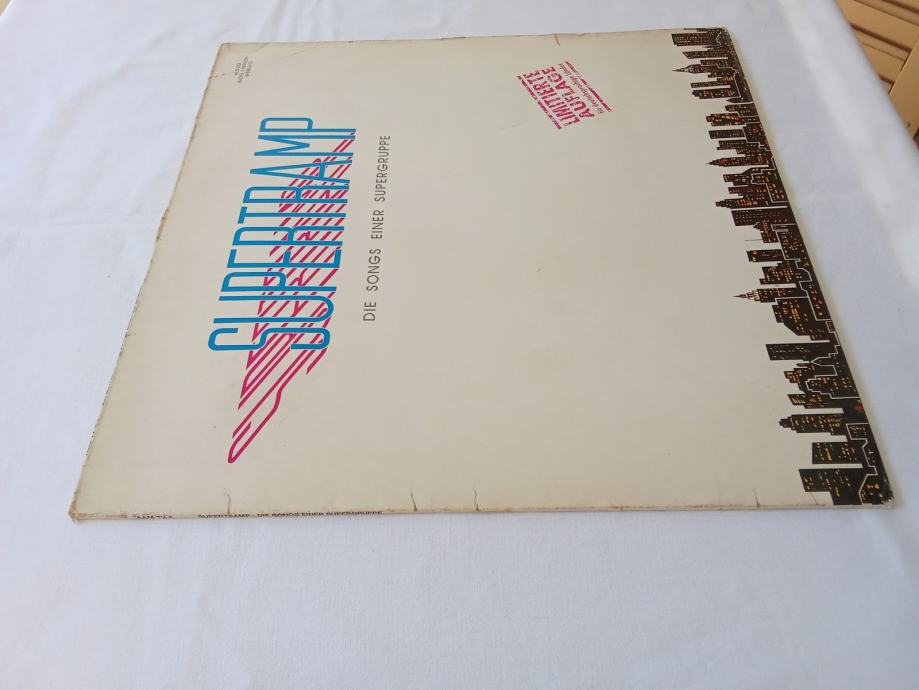 SUPERTRAMP
DIE SONGS EINER SUPERGRUPPE
LIMITIERTE
AUFLAGE
SUPERTRAMP · DIE SONGS EINER SUPERGRUPPE